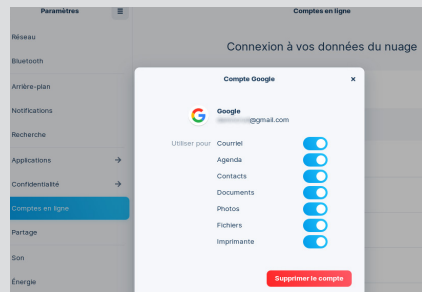 Paramètres
Comptes en ligne
Réseau
Bluetooth
Arrière-plan
Notifications
Recherche
Applications
Confidentialité
Comptes en ligne
Partage
Son
Énergie
Connexion à vos données du nuage
Compte Google
Google
@gmail.com
Utiliser pour Courriel
Agenda
Contacts
Documents
Photos
Fichiers
Imprimante
Supprimer le compte